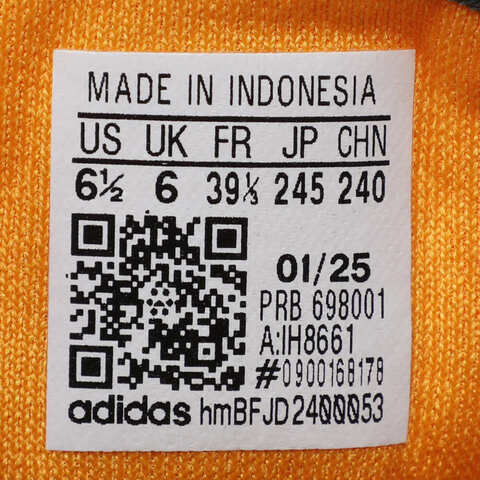 MADE IN INDONESIA
US UK FR JP CHN
6½ 6 39⅓ 245 240
01/25
PRB 698001
A:IH8661
#0900168178
adidas hmBFJD2400053